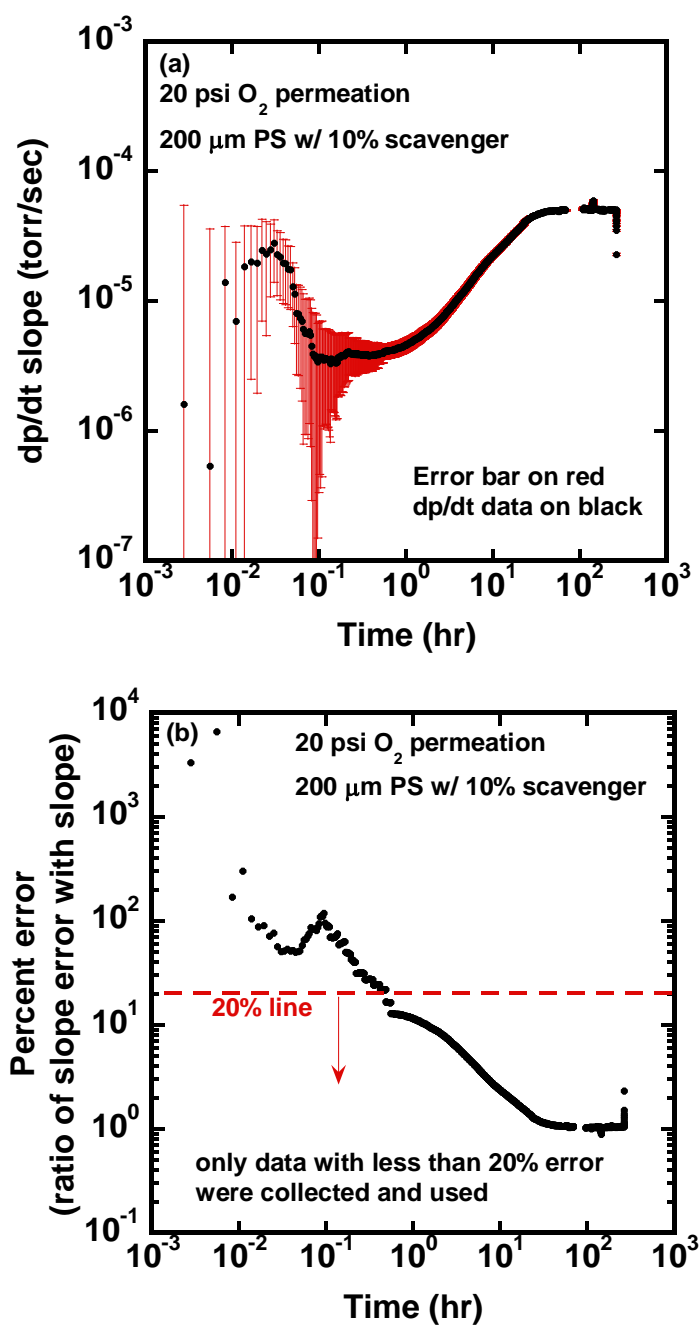 10⁻³
(a)
20 psi O₂ permeation
200 μm PS w/ 10% scavenger
10⁻⁴
dp/dt slope (torr/sec)
10⁻⁵
10⁻⁶
Error bar on red
dp/dt data on black
10⁻⁷
10⁻³ 10⁻² 10⁻¹ 10⁰ 10¹ 10² 10³
Time (hr)
10⁴
(b)
20 psi O₂ permeation
200 μm PS w/ 10% scavenger
10³
Percent error
(ratio of slope error with slope)
10²
20% line
10¹
10⁰
only data with less than 20% error
were collected and used
10⁻¹
10⁻³ 10⁻² 10⁻¹ 10⁰ 10¹ 10² 10³
Time (hr)